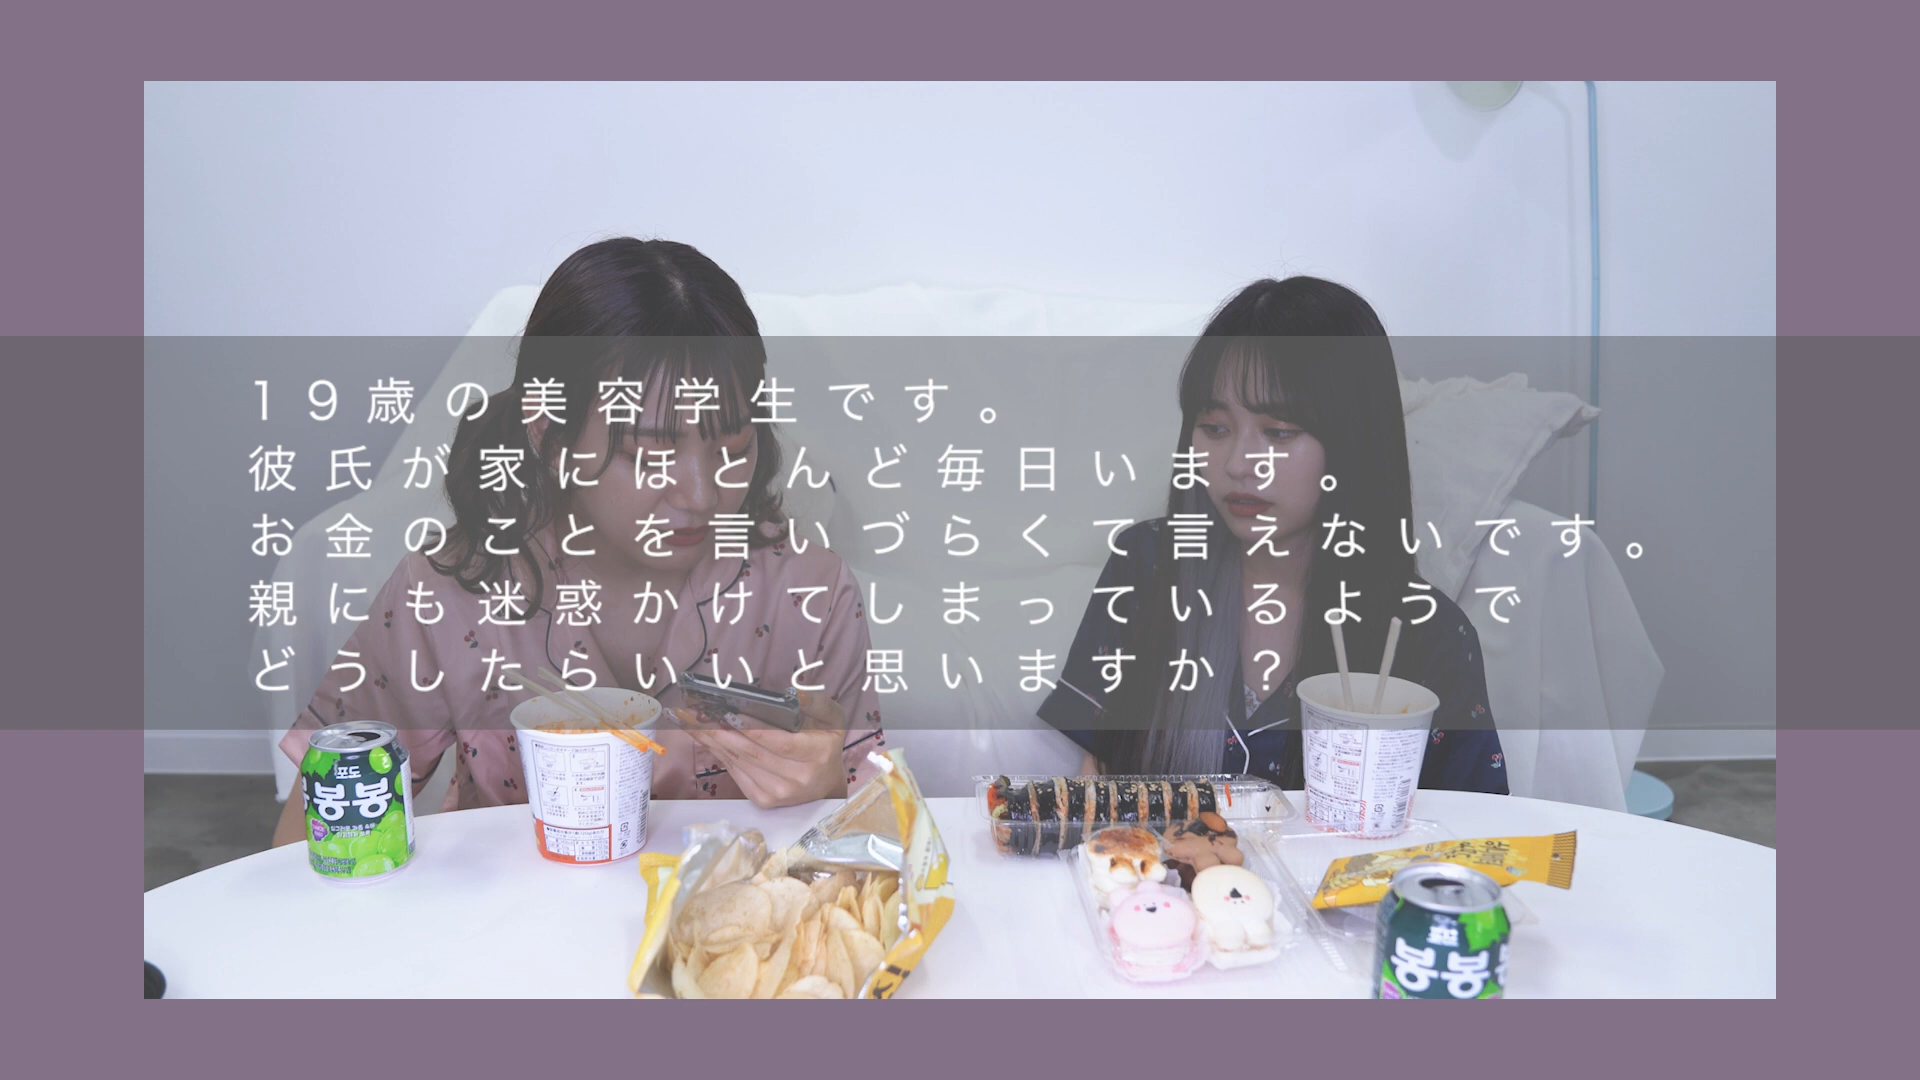 19歳の美容学生です。
彼氏が家にほとんど毎日います。
お金のことを言いづらくて言えないです。
親にも迷惑かけてしまっているようで
どうしたらいいと思いますか？
포도
봉봉
포도
봉봉